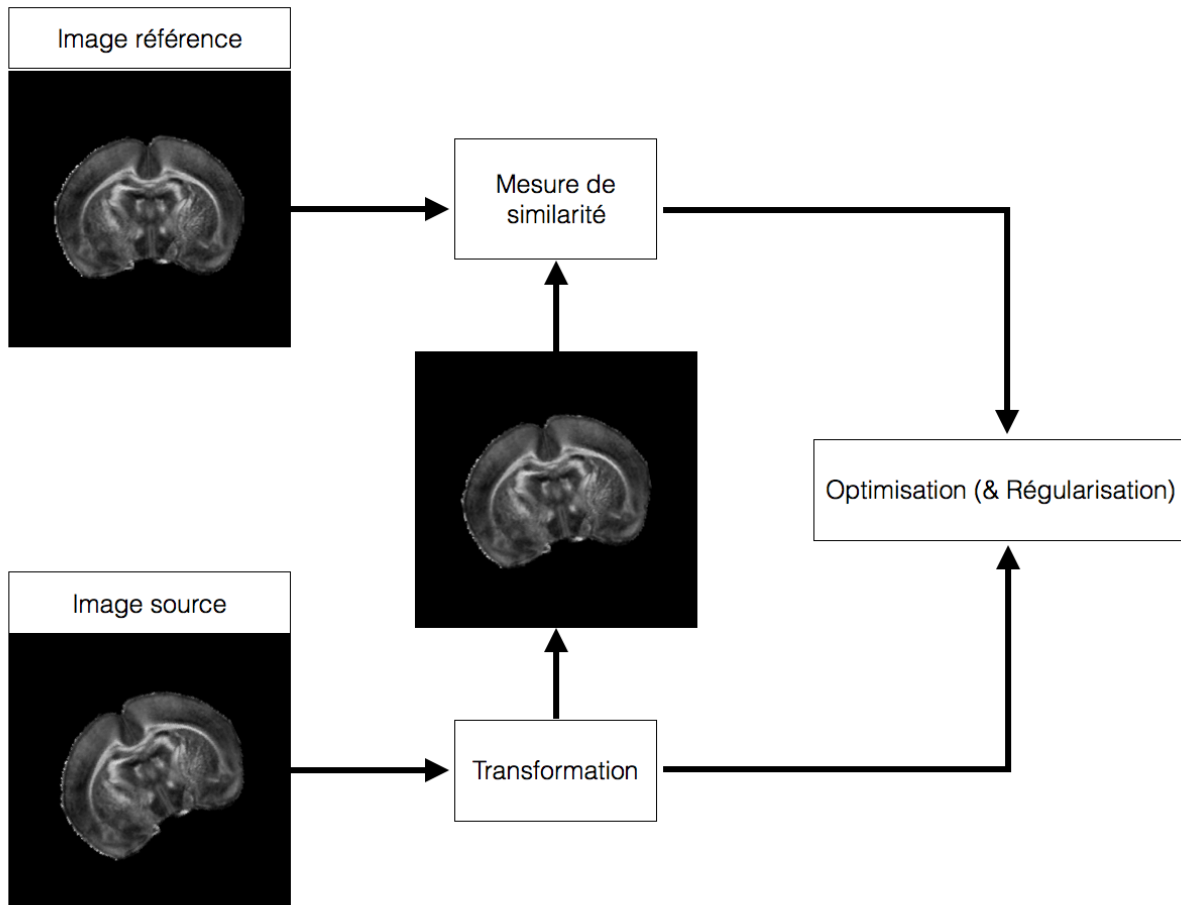 Image référence
Mesure de
similarité
Optimisation (& Régularisation)
Image source
Transformation